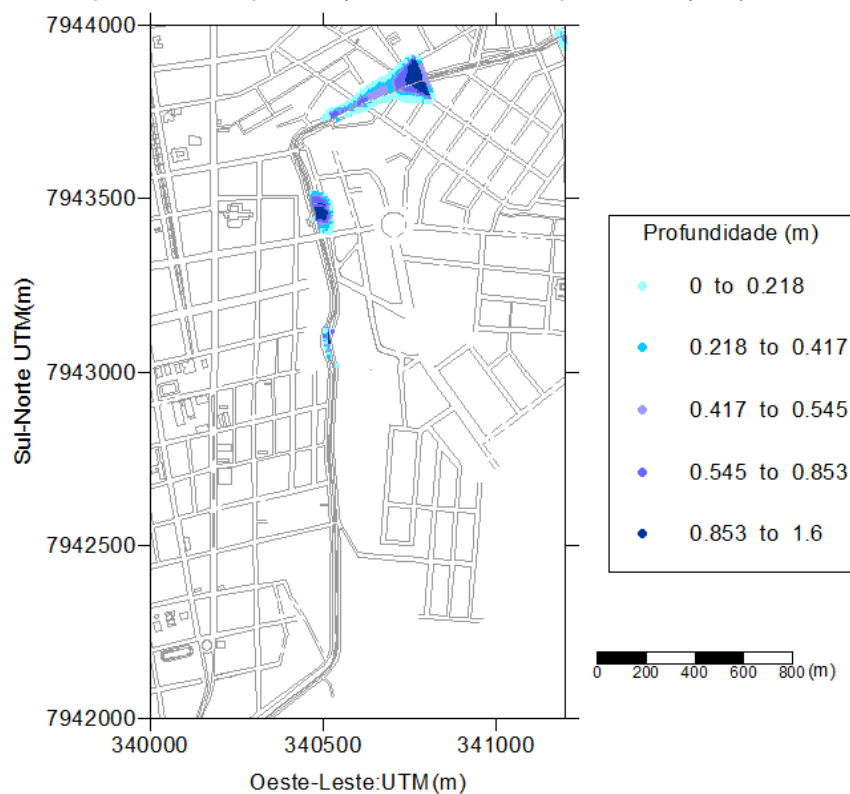 7944000
7943500
7943000
7942500
7942000
Sul-Norte UTM(m)
340000 340500 341000
Oeste-Leste:UTM(m)
Profundidade (m)
0 to 0.218
0.218 to 0.417
0.417 to 0.545
0.545 to 0.853
0.853 to 1.6
0 200 400 600 800 (m)